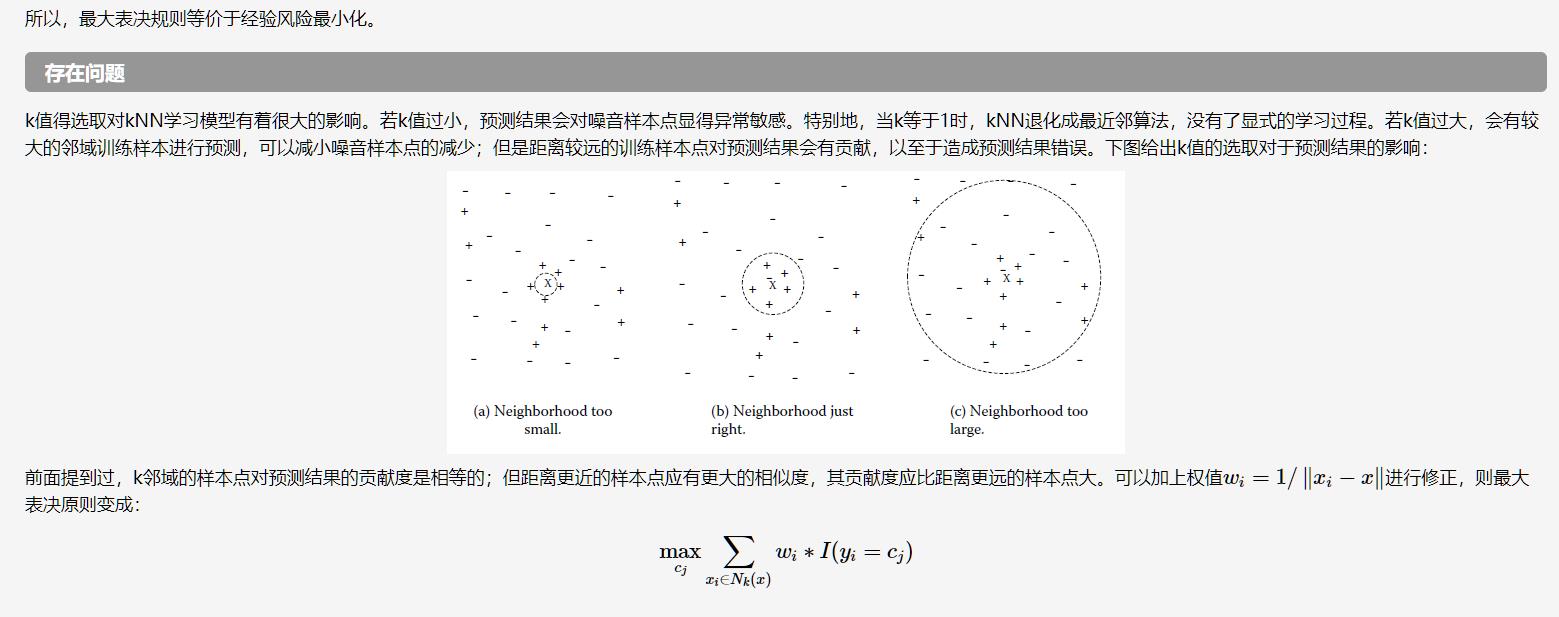 所以，最大表决规则等价于经验风险最小化。
存在问题
k值得选取对kNN学习模型有着很大的影响。若k值过小，预测结果会对噪音样本点显得异常敏感。特别地，当k等于1时，kNN退化成最近邻算法，没有了显式的学习过程。若k值过大，会有较
大的邻域训练样本进行预测，可以减小噪音样本点的减少；但是距离较远的训练样本点对预测结果会有贡献，以至于造成预测结果错误。下图给出k值的选取对于预测结果的影响：
X X X
(a) Neighborhood too (b) Neighborhood just (c) Neighborhood too
small. right. large.
前面提到过，k邻域的样本点对预测结果的贡献度是相等的；但距离更近的样本点应有更大的相似度，其贡献度应比距离更远的样本点大。可以加上权值w_i = 1/ ‖x_i − x‖进行修正，则最大
表决原则变成：
max_{c_j} ∑_{x_i∈N_k(x)} w_i ∗ I(y_i = c_j)